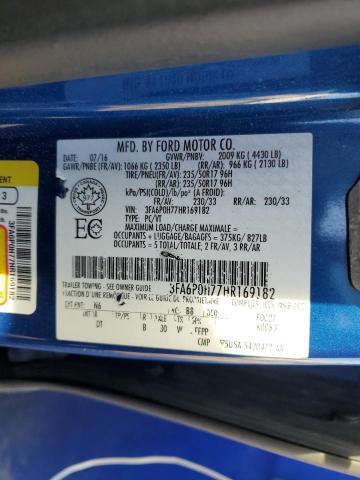 MFD. BY FORD MOTOR CO.
DATE: 07/16 GVWR/PNBV: 2009 KG ( 4430 LB)
GAWR/PNBE (FR/AV): 1066 KG ( 2350 LB) (RR/AR): 966 KG ( 2130 LB)
TIRE/PNEU(FR/AV): 235/50R17 96H
(RR/AR): 235/50R17 96H
kPa/PSI(COLD)/Lb/po² (A FROID):
(FR/AV): 230/33 RR/AR: 230/33
VIN: 3FA6P0H77HR169182
TYPE: PC/VT
MAXIMUM LOAD/ CHARGE MAXIMALE =
OCCUPANTS + LUGGAGE/BAGAGES = 375KG/ 827LB
OCCUPANTS/ 5 TOTAL/TOTALE: 2 FR/AV, 3 RR/AR
EC
TRAILER TOWING - SEE OWNER GUIDE
3FA6P0H77HR169182
EXT PNT: N6
DT B 30 W
CMP
3